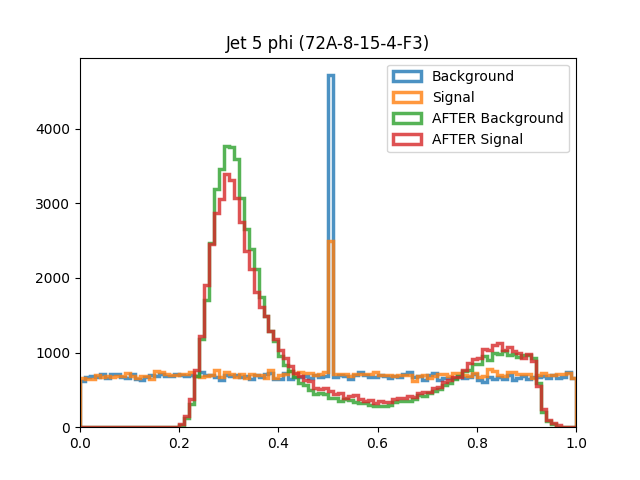 Jet 5 phi (72A-8-15-4-F3)
Background
Signal
AFTER Background
AFTER Signal
4000
3000
2000
1000
0
0.0 0.2 0.4 0.6 0.8 1.0